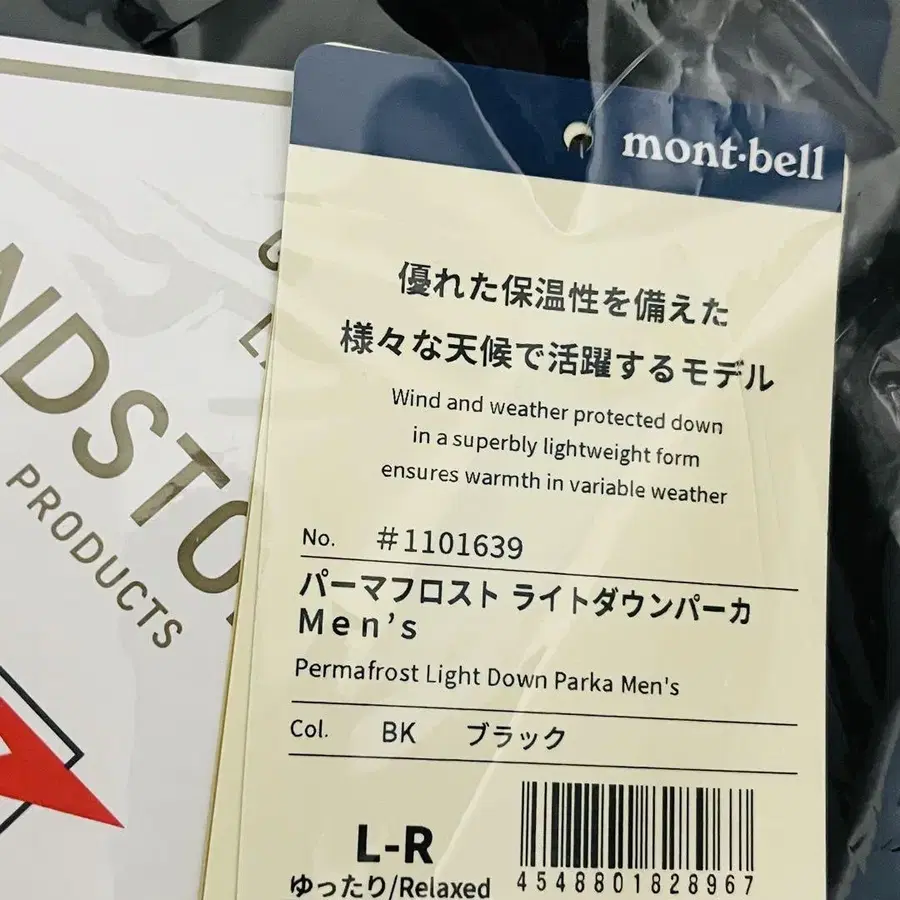 mont·bell
優れた保温性を備えた
様々な天候で活躍するモデル
Wind and weather protected down
in a superbly lightweight form
ensures warmth in variable weather
No. #1101639
パーマフロスト ライトダウンパーカ
Men's
Permafrost Light Down Parka Men's
Col. BK ブラック
L-R
ゆったり/Relaxed
4548801828967
PRODUCTS